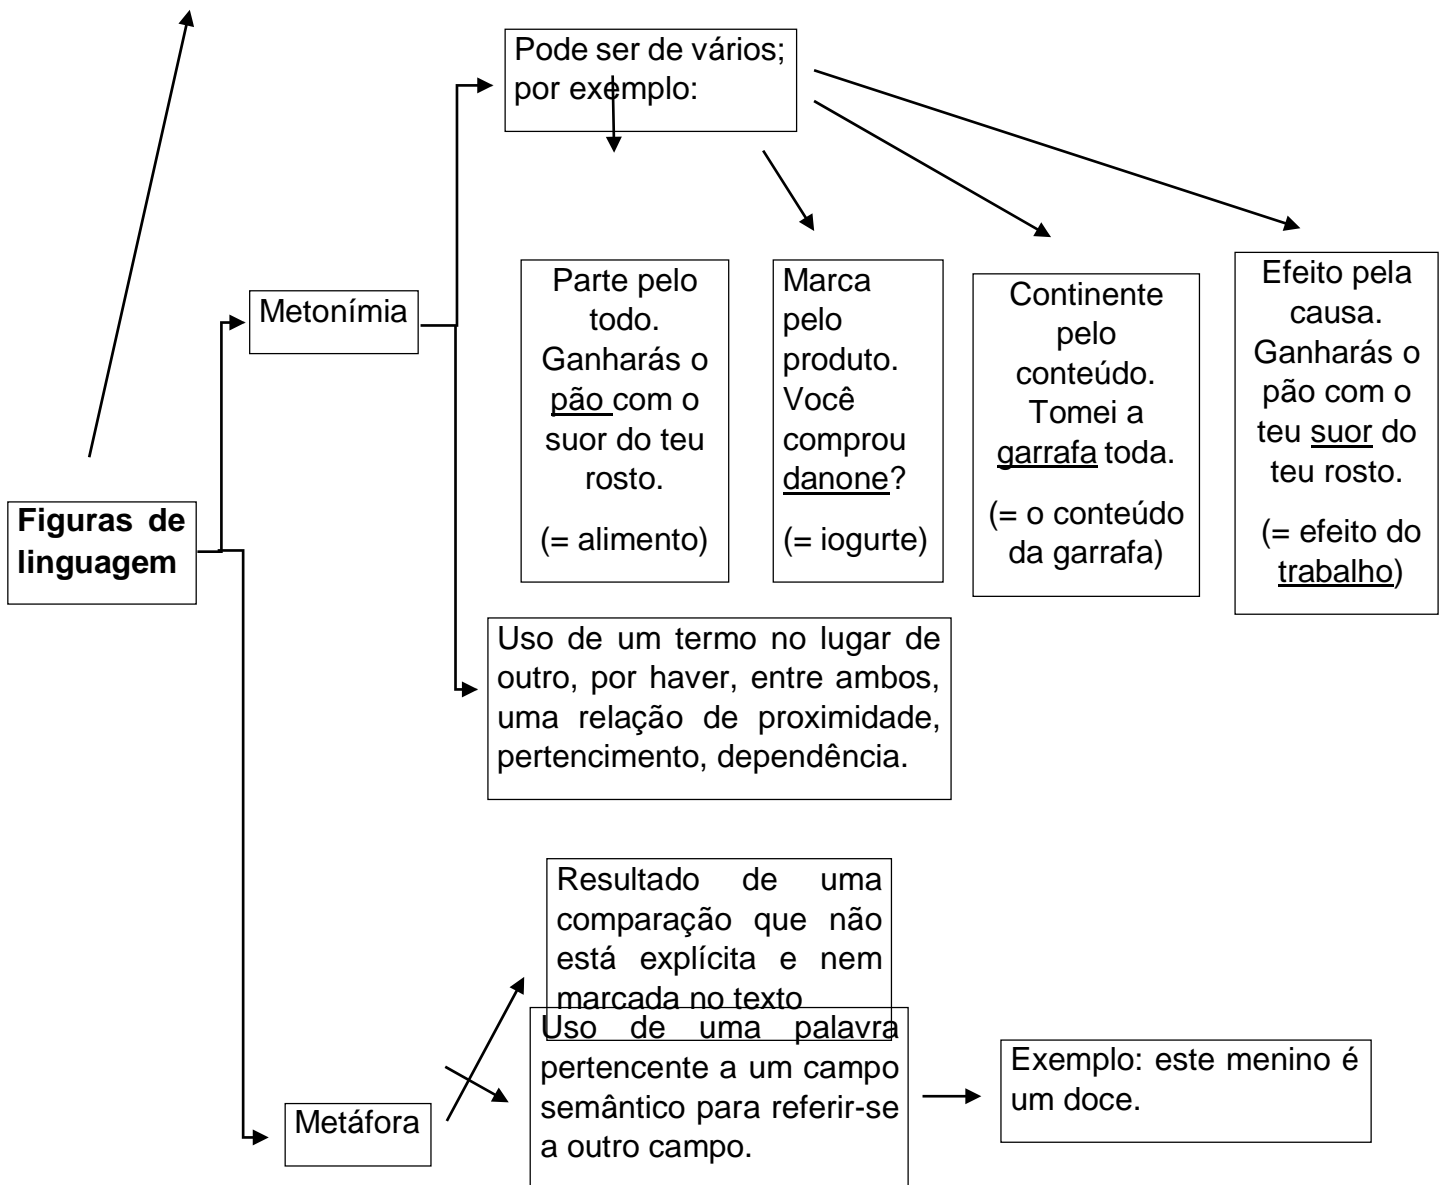 Pode ser de vários;
por exemplo:
Metonímia
Parte pelo
todo.
Ganharás o
pão com o
suor do teu
rosto.
(= alimento)
Marca
pelo
produto.
Você
comprou
danone?
(= iogurte)
Continente
pelo
conteúdo.
Tomei a
garrafa toda.
(= o conteúdo
da garrafa)
Efeito pela
causa.
Ganharás o
pão com o
teu suor do
teu rosto.
(= efeito do
trabalho)
Figuras de
linguagem
Uso de um termo no lugar de
outro, por haver, entre ambos,
uma relação de proximidade,
pertencimento, dependência.
Resultado de uma
comparação que não
está explícita e nem
marcada no texto
Uso de uma palavra
pertencente a um campo
semântico para referir-se
a outro campo.
Exemplo: este menino é
um doce.
Metáfora